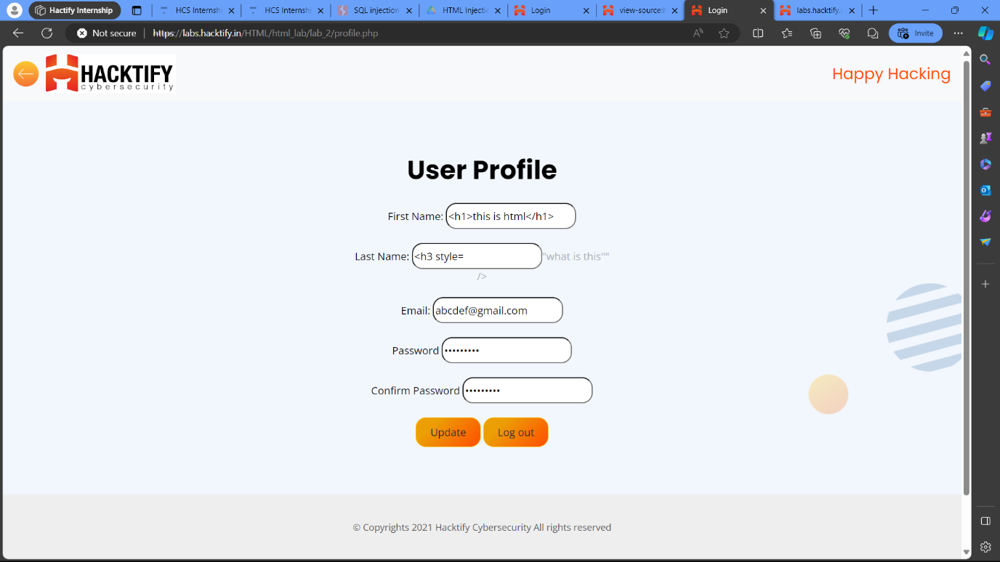 Hactify Internship
HCS Internshi
HCS Internshi
SQL injection
HTML Injectio
Login
view-sourceːl
Login
labs.hacktify.i
Not secure
https://labs.hacktify.in/HTML/html_lab/lab_2/profile.php
Invite
HACKTIFY
cybersecurity
Happy Hacking
User Profile
First Name: <h1>this is html</h1>
Last Name: <h3 style= "what is this""
/>
Email: abcdef@gmail.com
Password •••••••••
Confirm Password •••••••••
Update Log out
© Copyrights 2021 Hacktify Cybersecurity All rights reserved